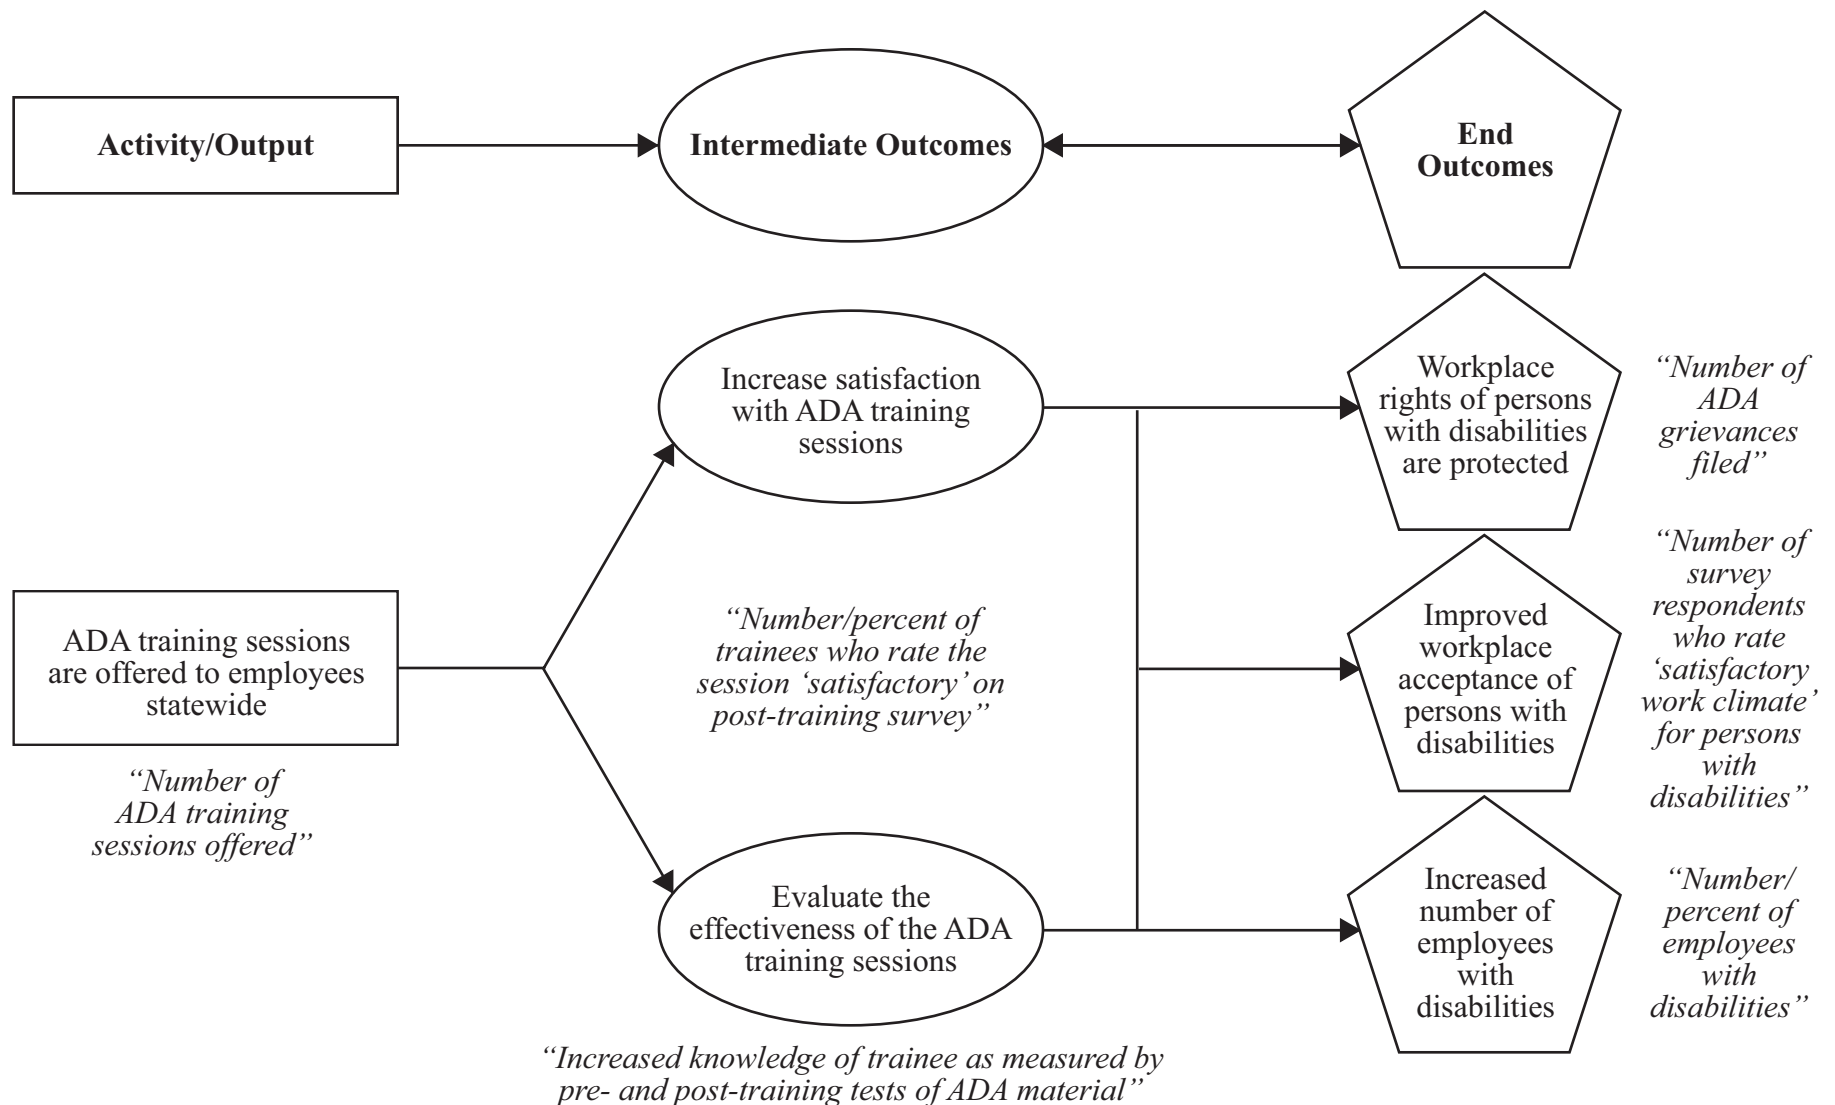 Activity/Output
Intermediate Outcomes
End
Outcomes
Increase satisfaction
with ADA training
sessions
Workplace
rights of persons
with disabilities
are protected
“Number of
ADA
grievances
filed”
ADA training sessions
are offered to employees
statewide
“Number of
ADA training
sessions offered”
“Number/percent of
trainees who rate the
session ‘satisfactory’ on
post-training survey”
Improved
workplace
acceptance of
persons with
disabilities
“Number of
survey
respondents
who rate
‘satisfactory
work climate’
for persons
with
disabilities”
Evaluate the
effectiveness of the ADA
training sessions
“Increased knowledge of trainee as measured by
pre- and post-training tests of ADA material”
Increased
number of
employees
with
disabilities
“Number/
percent of
employees
with
disabilities”